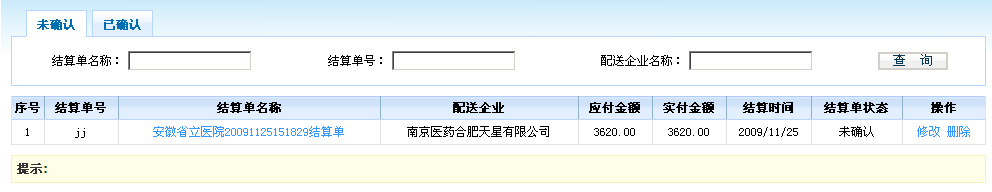 未确认 已确认
结算单名称： 结算单号： 配送企业名称： 查 询
序号 结算单号 结算单名称 配送企业 应付金额 实付金额 结算时间 结算单状态 操作
1 jj 安徽省立医院20091125151829结算单 南京医药合肥天星有限公司 3620.00 3620.00 2009/11/25 未确认 修改 删除
提示：